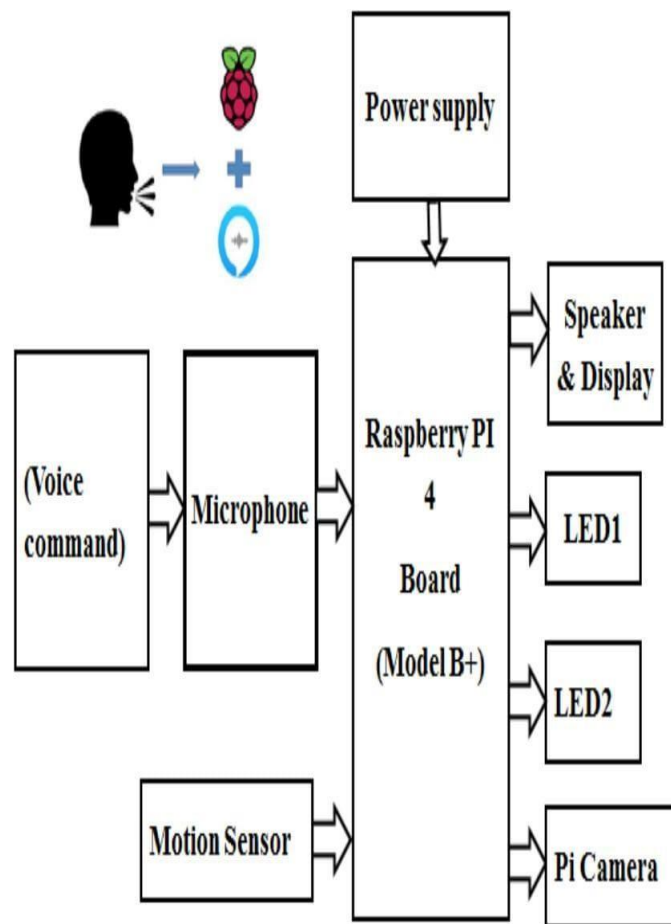 Power supply
Speaker
& Display
(Voice
command)
Microphone
Raspberry PI
4
Board
(Model B+)
LED1
LED2
Motion Sensor
Pi Camera